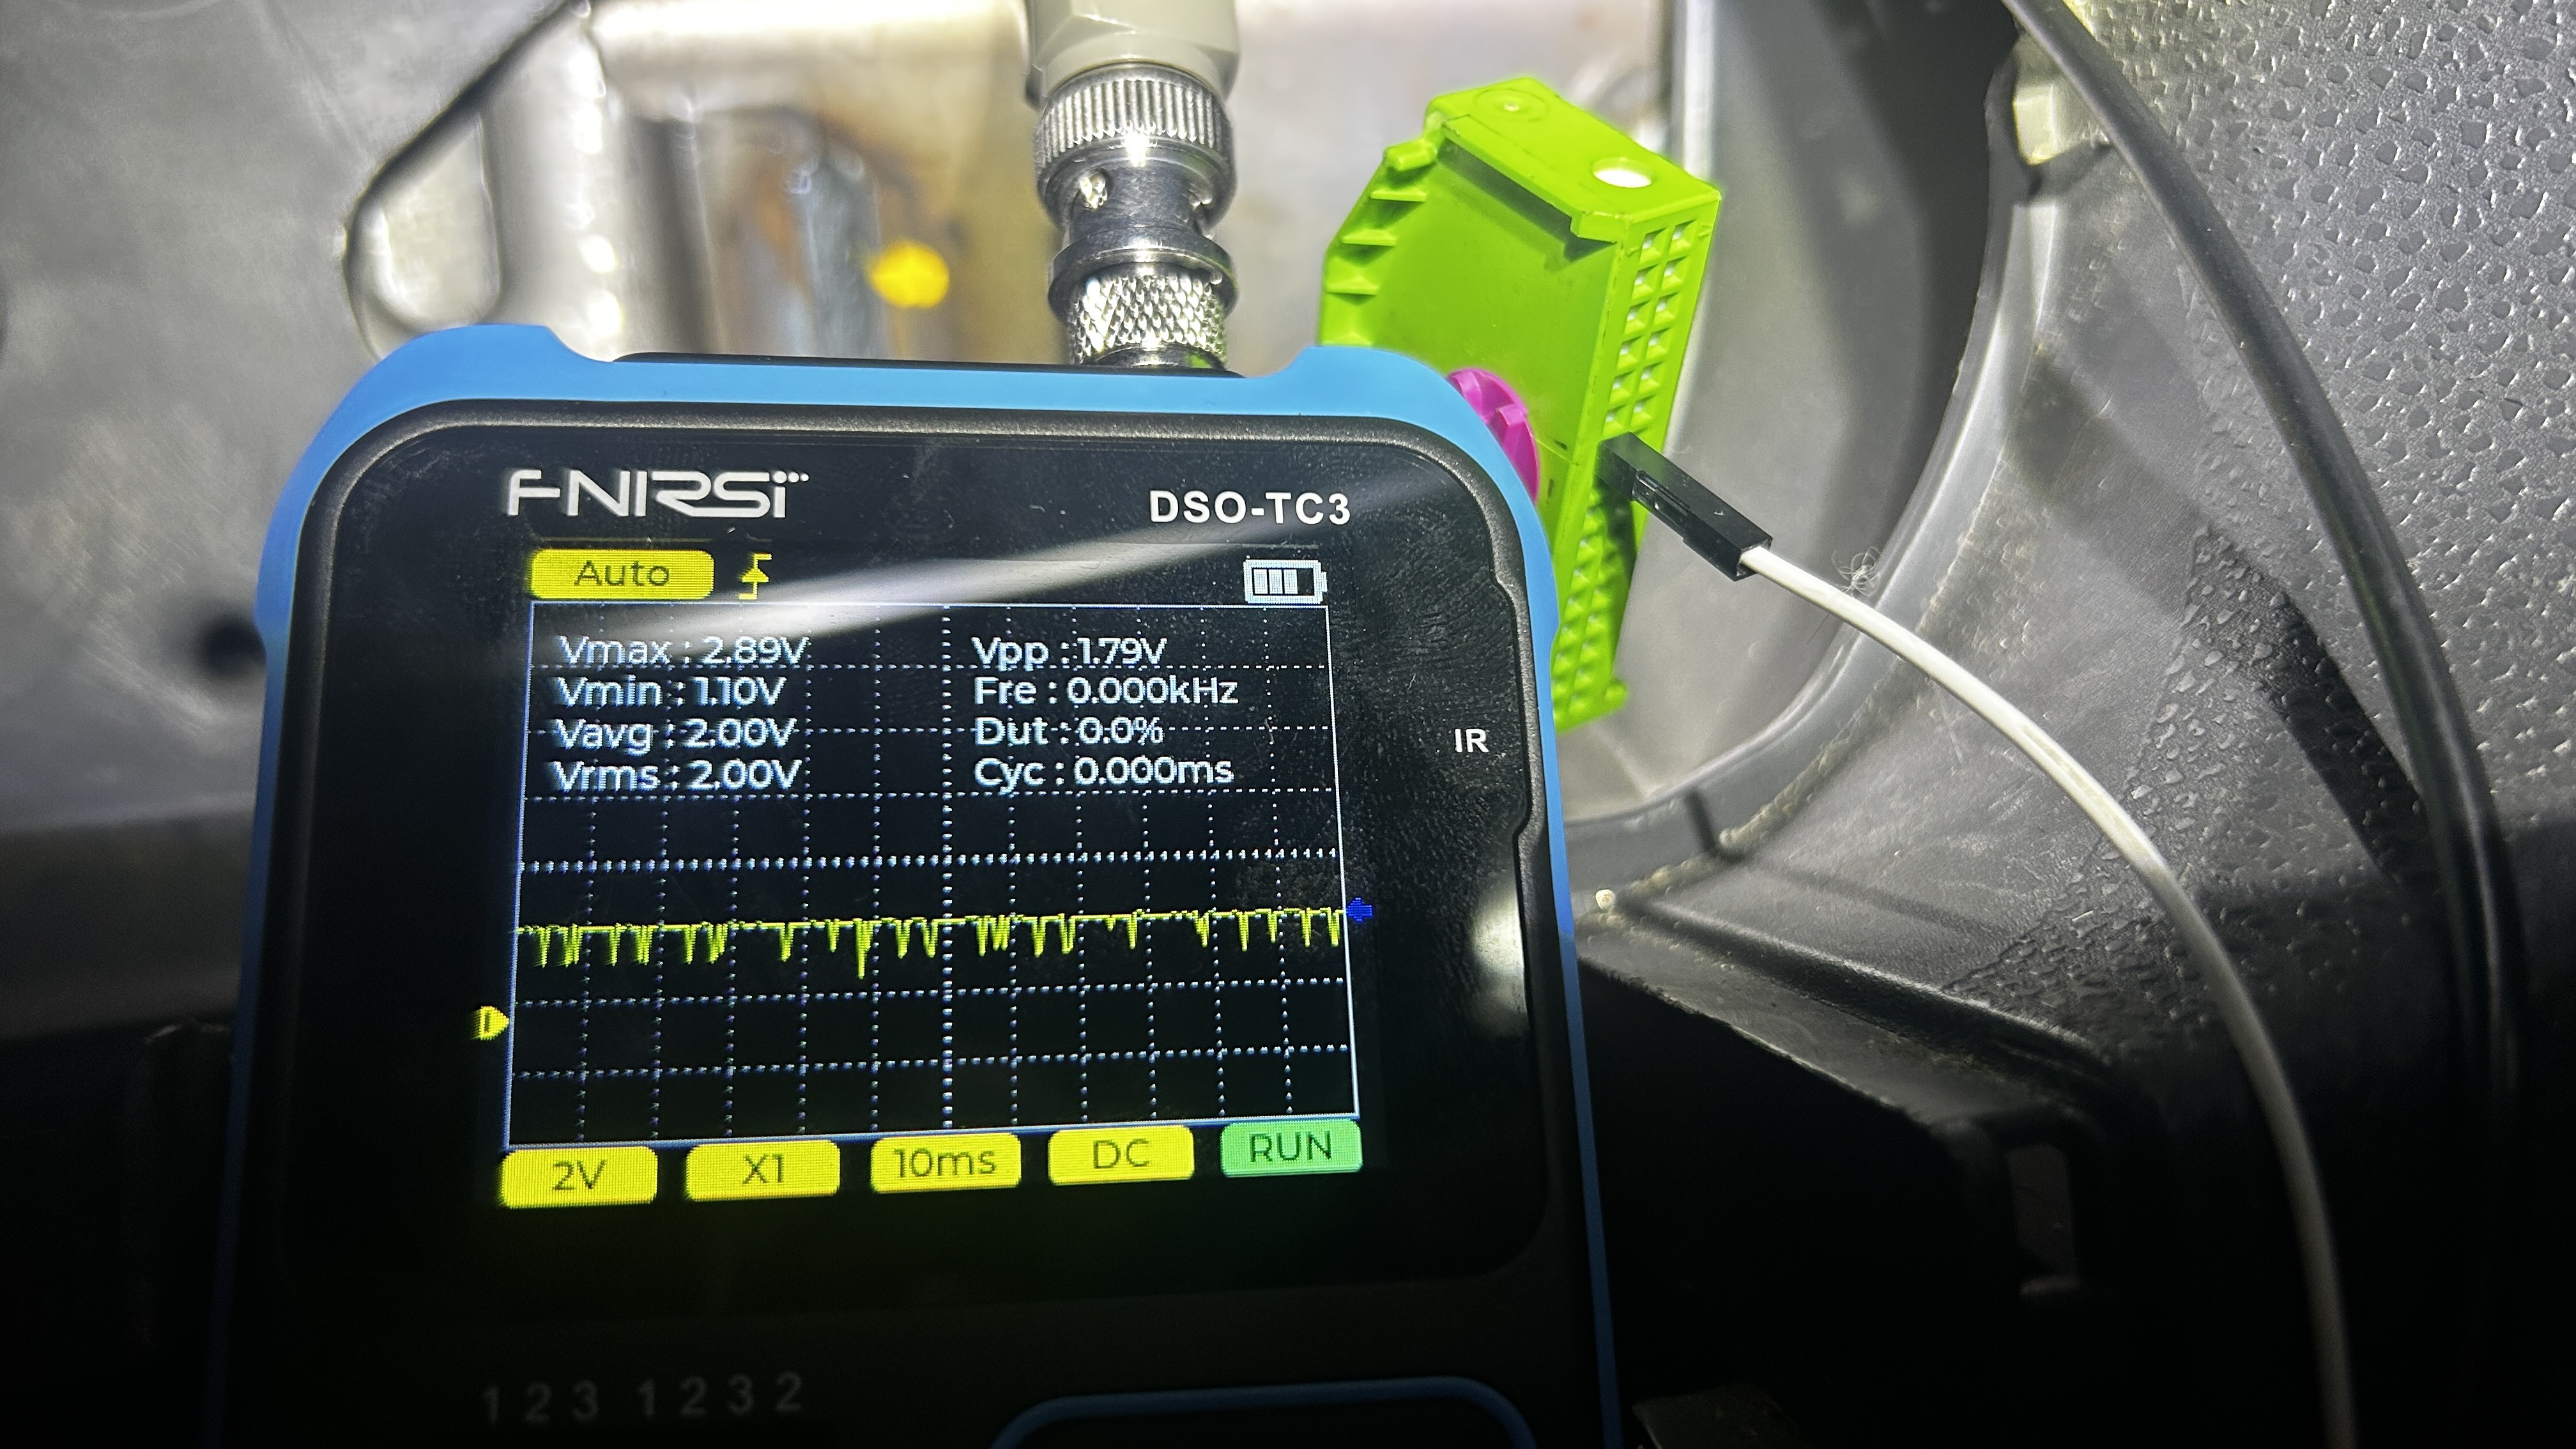 FNIRSI
DSO-TC3
Auto
Vmax : 2.89V Vpp : 1.79V
Vmin : 1.10V Fre : 0.000kHz
Vavg : 2.00V Dut : 0.0%
Vrms : 2.00V Cyc : 0.000ms
IR
D
2V X1 10ms DC RUN
1 2 3 1 2 3 2